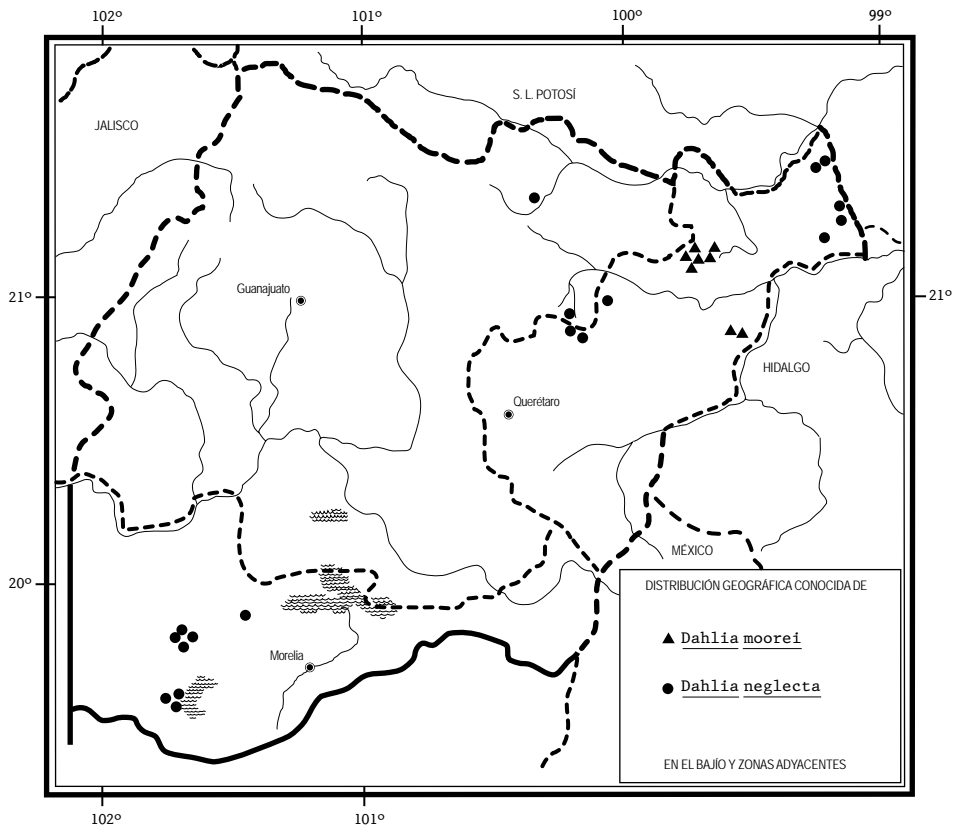 102º 101º 100º 99º
S. L. POTOSÍ
JALISCO
Guanajuato
21º 21º
HIDALGO
Querétaro
MÉXICO
20º
DISTRIBUCIÓN GEOGRÁFICA CONOCIDA DE
Dahlia moorei
Morelia
Dahlia neglecta
EN EL BAJÍO Y ZONAS ADYACENTES
102º 101º